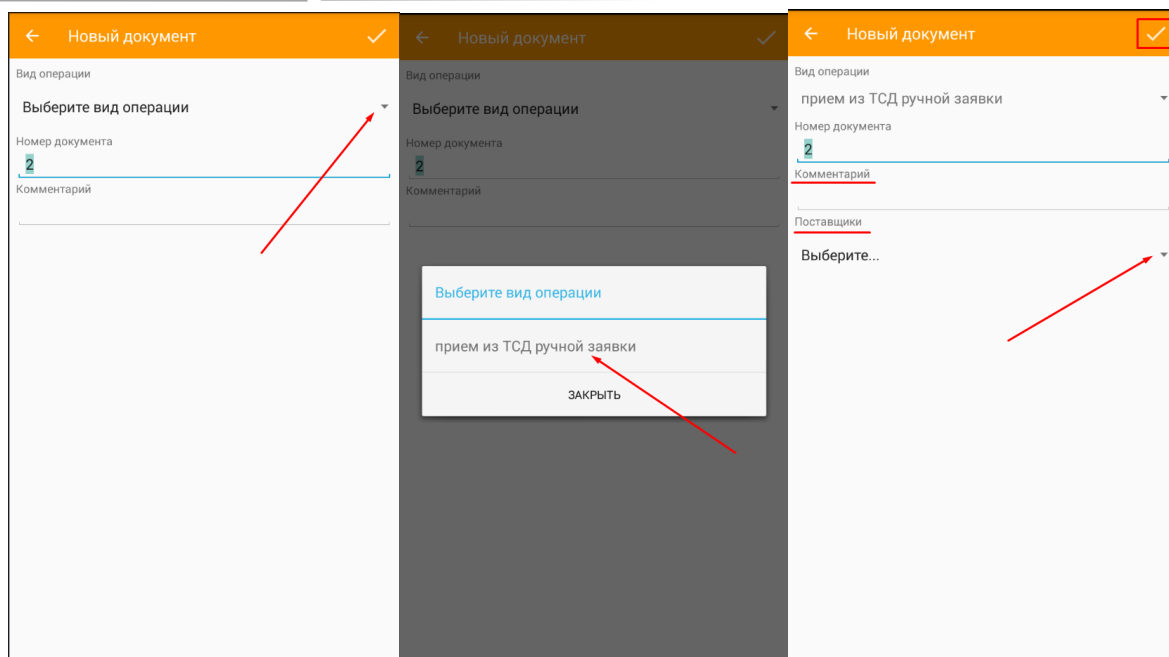 Новый документ
Вид операции
Выберите вид операции
Номер документа
2
Комментарий
Новый документ
Вид операции
Выберите вид операции
Номер документа
2
Комментарий
Выберите вид операции
прием из ТСД ручной заявки
ЗАКРЫТЬ
Новый документ
Вид операции
прием из ТСД ручной заявки
Номер документа
2
Комментарий
Поставщики
Выберите...